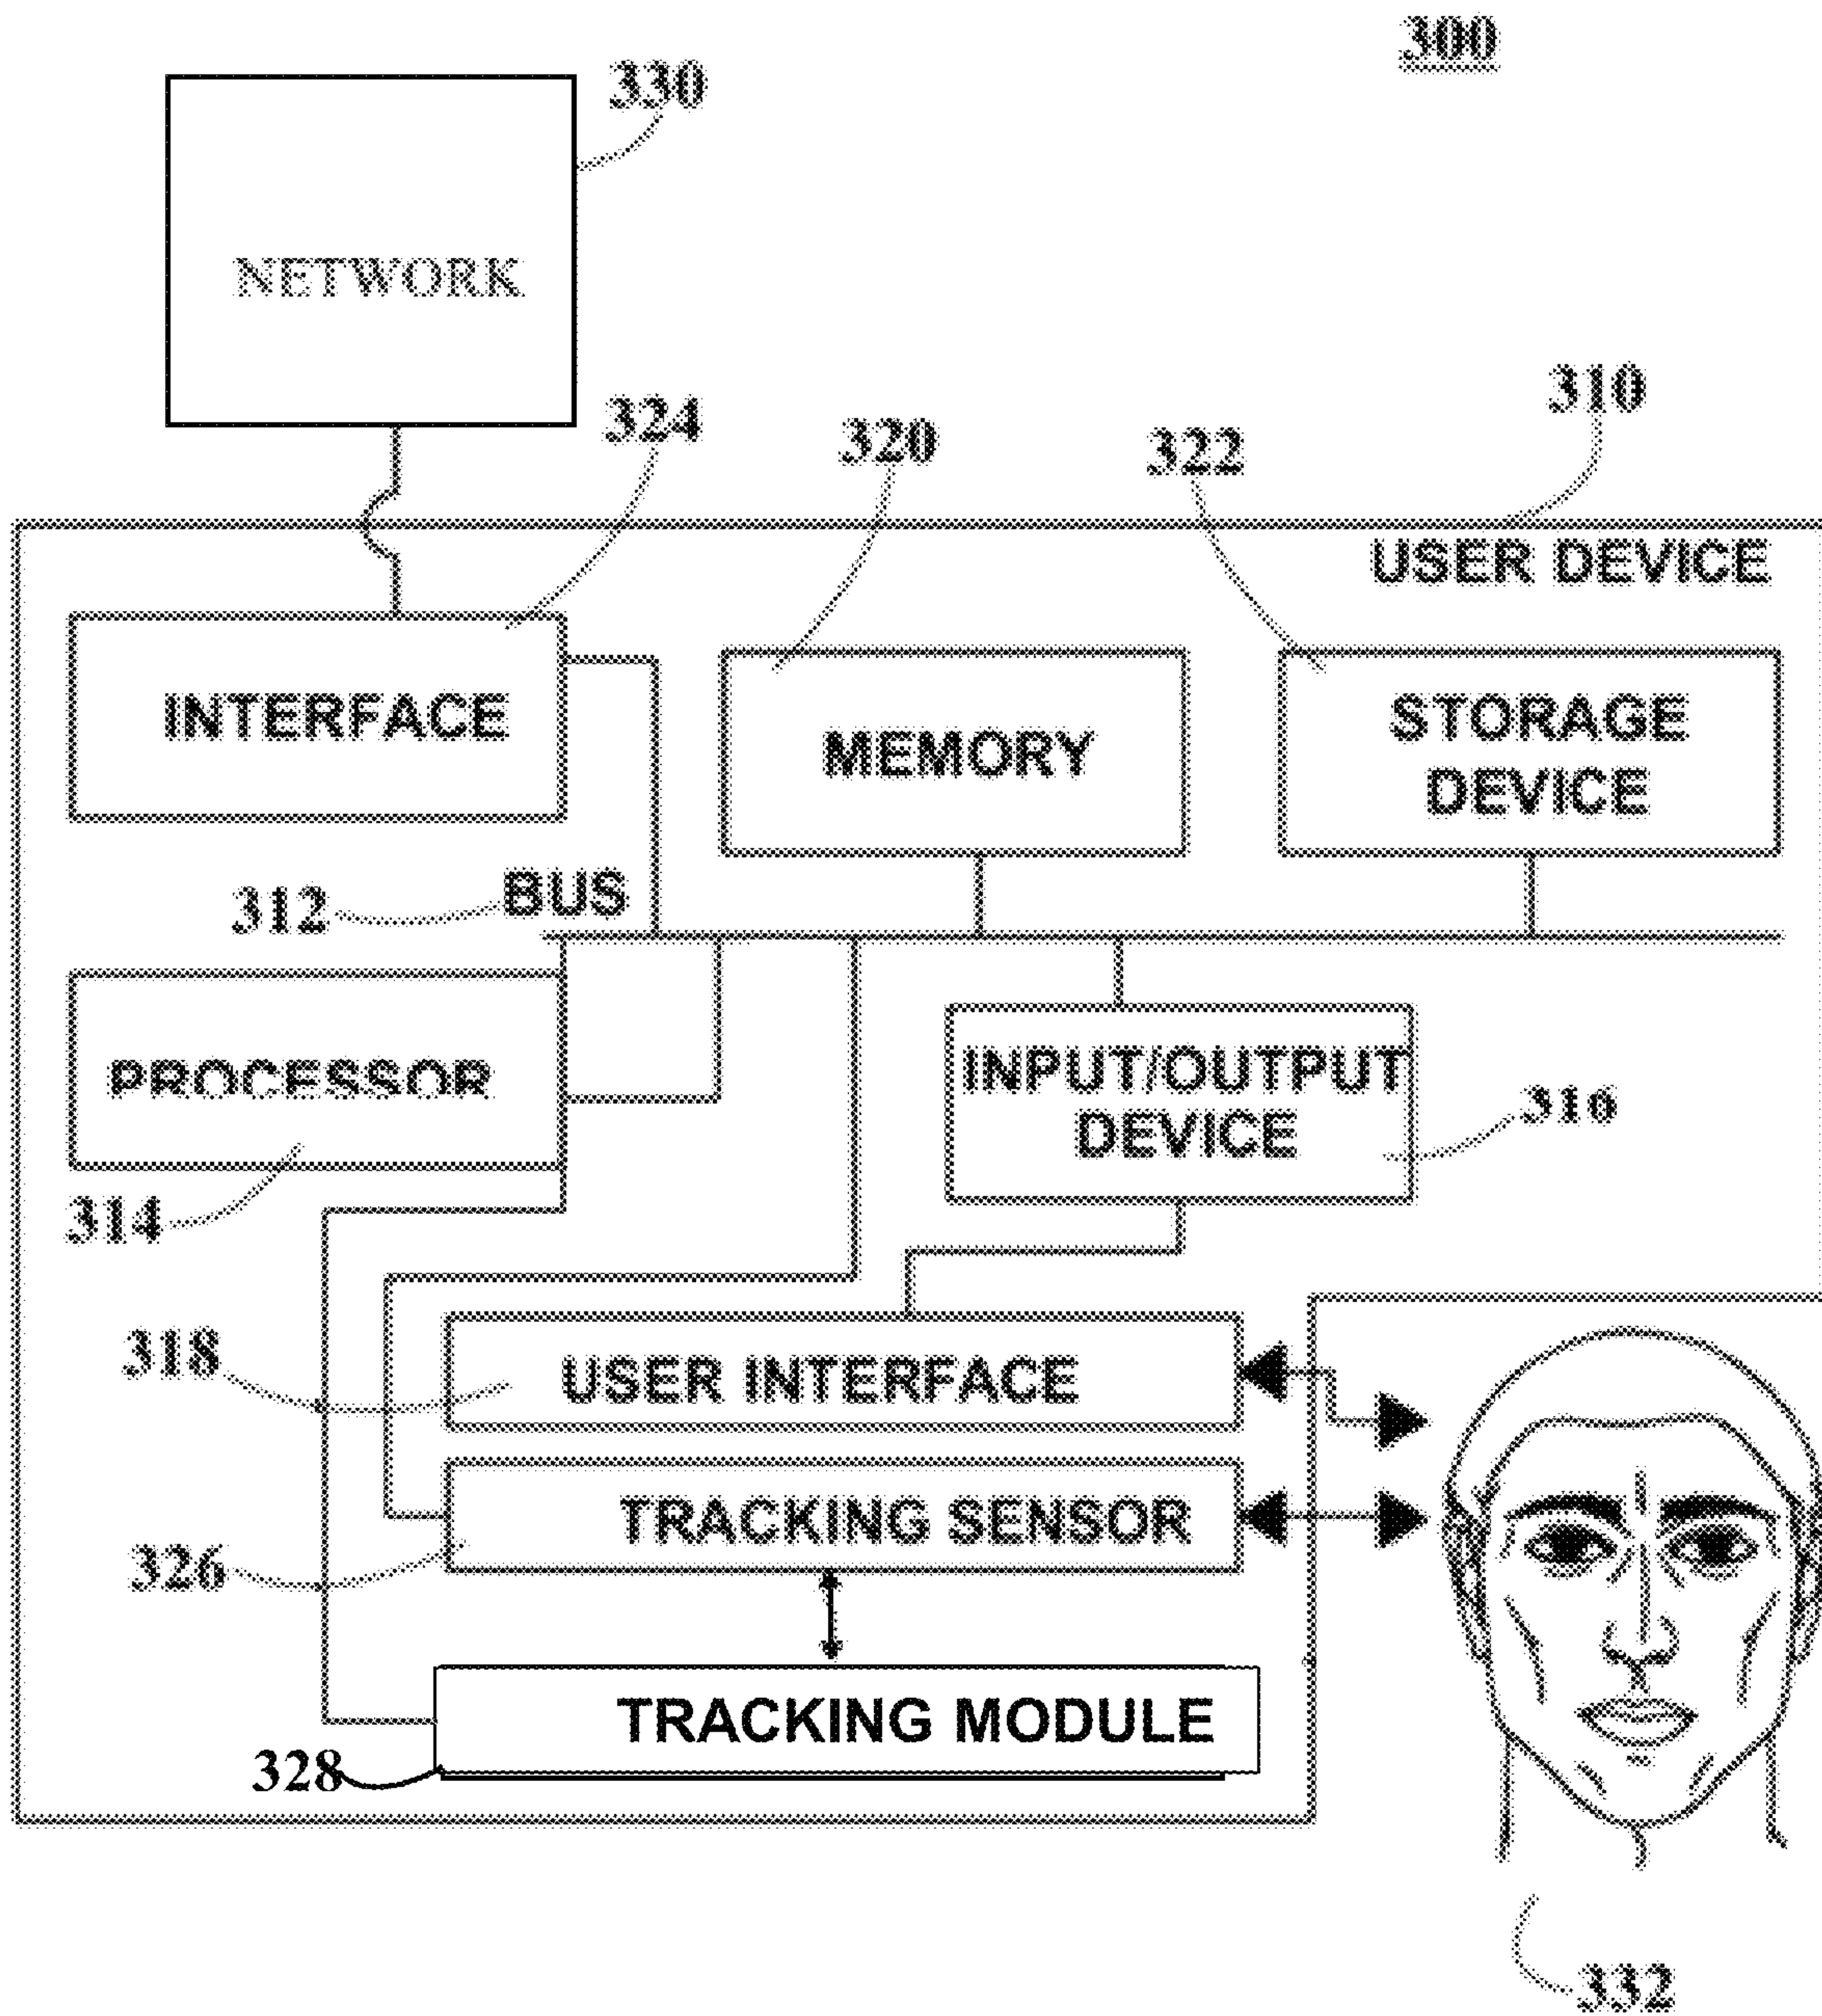 300
330
NETWORK
324
320
322
310
USER DEVICE
INTERFACE
MEMORY
STORAGE
DEVICE
312
BUS
PROCESSOR
INPUT/OUTPUT
DEVICE
316
314
318
USER INTERFACE
TRACKING SENSOR
326
TRACKING MODULE
328
332